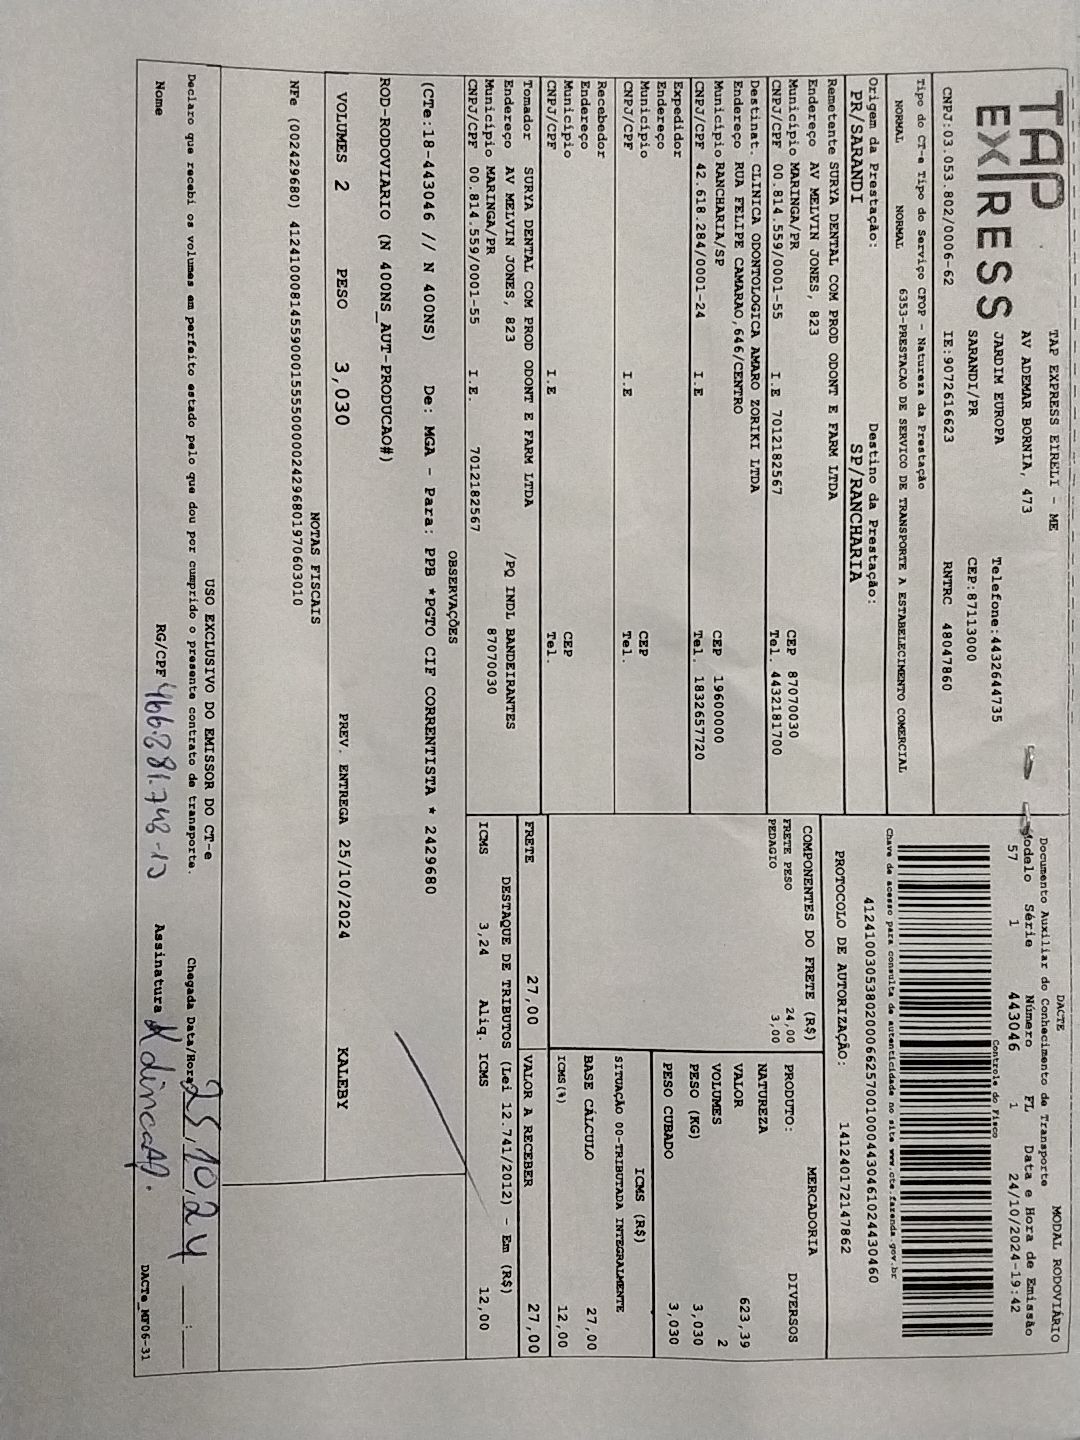 TAP EXPRESS
TAP EXPRESS EIRELI - ME
AV ADEMAR BORNIA, 473
JARDIM EUROPA
SARANDI/PR
Telefone:4432644735
CEP:87113000
CNPJ:03.053.802/0006-62 IE:9072616623 RNTRC 48047860
DACTE MODAL RODOVIÁRIO
Documento Auxiliar do Conhecimento de Transporte
Modelo Série Número FL Data e Hora de Emissão
57 1 443046 1 24/10/2024-19:42
Controle do Fisco
Chave de acesso para consulta de autenticidade no site www.cte.fazenda.gov.br
41241003053802000662570010004430461024430460
PROTOCOLO DE AUTORIZAÇÃO: 141240172147862
Tipo do CT-e Tipo do Serviço CFOP - Natureza da Prestação
NORMAL NORMAL 6353-PRESTACAO DE SERVICO DE TRANSPORTE A ESTABELECIMENTO COMERCIAL
Origem da Prestação: Destino da Prestação:
PR/SARANDI SP/RANCHARIA
Remetente SURYA DENTAL COM PROD ODONT E FARM LTDA
Endereço AV MELVIN JONES, 823
Município MARINGA/PR CEP 87070030
CNPJ/CPF 00.814.559/0001-55 I.E 7012182567 Tel. 4432181700
Destinat. CLINICA ODONTOLOGICA AMARO ZORIKI LTDA
Endereço RUA FELIPE CAMARAO,646/CENTRO
Município RANCHARIA/SP CEP 19600000
CNPJ/CPF 42.618.284/0001-24 I.E Tel. 1832657720
Expedidor
Endereço
Município CEP
CNPJ/CPF I.E Tel.
Recebedor
Endereço
Município CEP
CNPJ/CPF I.E Tel.
Tomador SURYA DENTAL COM PROD ODONT E FARM LTDA
Endereço AV MELVIN JONES, 823 /PQ INDL BANDEIRANTES
Município MARINGA/PR 87070030
CNPJ/CPF 00.814.559/0001-55 I.E. 7012182567
COMPONENTES DO FRETE (R$)
FRETE PESO 24,00
PEDAGIO 3,00
MERCADORIA
PRODUTO: DIVERSOS
NATUREZA
VALOR 623,39
VOLUMES 2
PESO (KG) 3,030
PESO CUBADO 3,030
ICMS (R$)
SITUAÇÃO 00-TRIBUTADA INTEGRALMENTE
BASE CÁLCULO 27,00
ICMS(%) 12,00
FRETE 27,00 VALOR A RECEBER 27,00
DESTAQUE DE TRIBUTOS (Lei 12.741/2012) - Em (R$)
ICMS 3,24 Aliq. ICMS 12,00
OBSERVAÇÕES
(CTe:18-443046 // N 400NS) De: MGA - Para: PPB *PGTO CIF CORRENTISTA * 2429680
ROD-RODOVIARIO (N 400NS_AUT-PRODUCAO#)
VOLUMES 2 PESO 3,030 PREV. ENTREGA 25/10/2024 KALEBY
NOTAS FISCAIS
NFe (002429680) 41241000814559000155550000024296801970603010
USO EXCLUSIVO DO EMISSOR DO CT-e
Declaro que recebi os volumes em perfeito estado pelo que dou por cumprido o presente contrato de transporte. Chegada Data/Hora 25/10/24 :
Nome RG/CPF Assinatura
DACTe_MF06-31